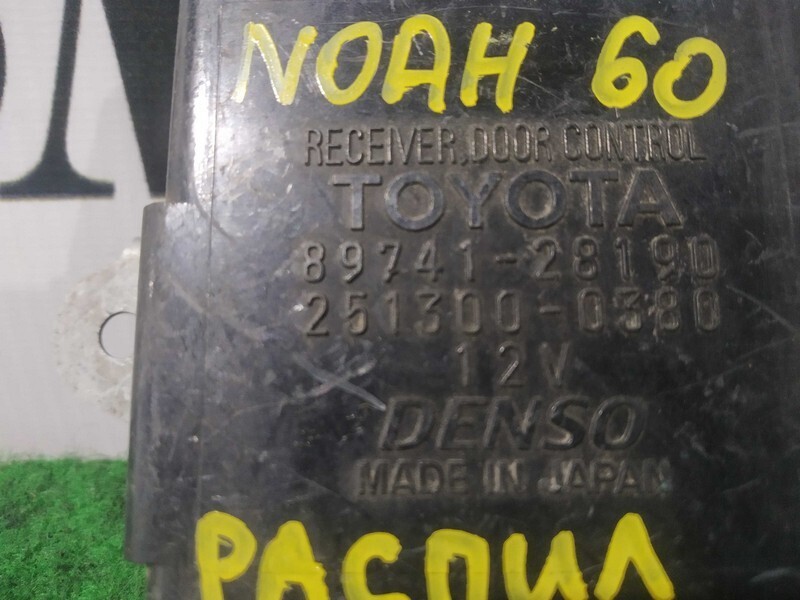 NOAH 60
RECEIVER, DOOR CONTROL
TOYOTA
89741-28190
251300-0380
12V
DENSO
MADE IN JAPAN
РАСПИЛ